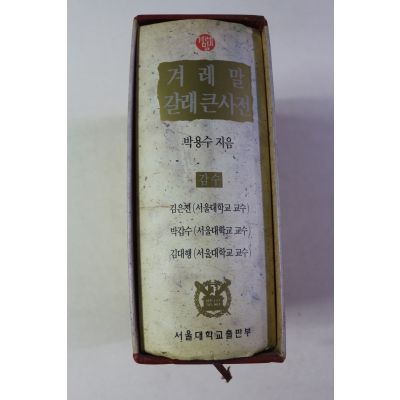 겨레말
갈래큰사전
박용수 지음
감수
김은전 (서울대학교 교수)
박갑수 (서울대학교 교수)
김대행 (서울대학교 교수)
서울대학교출판부